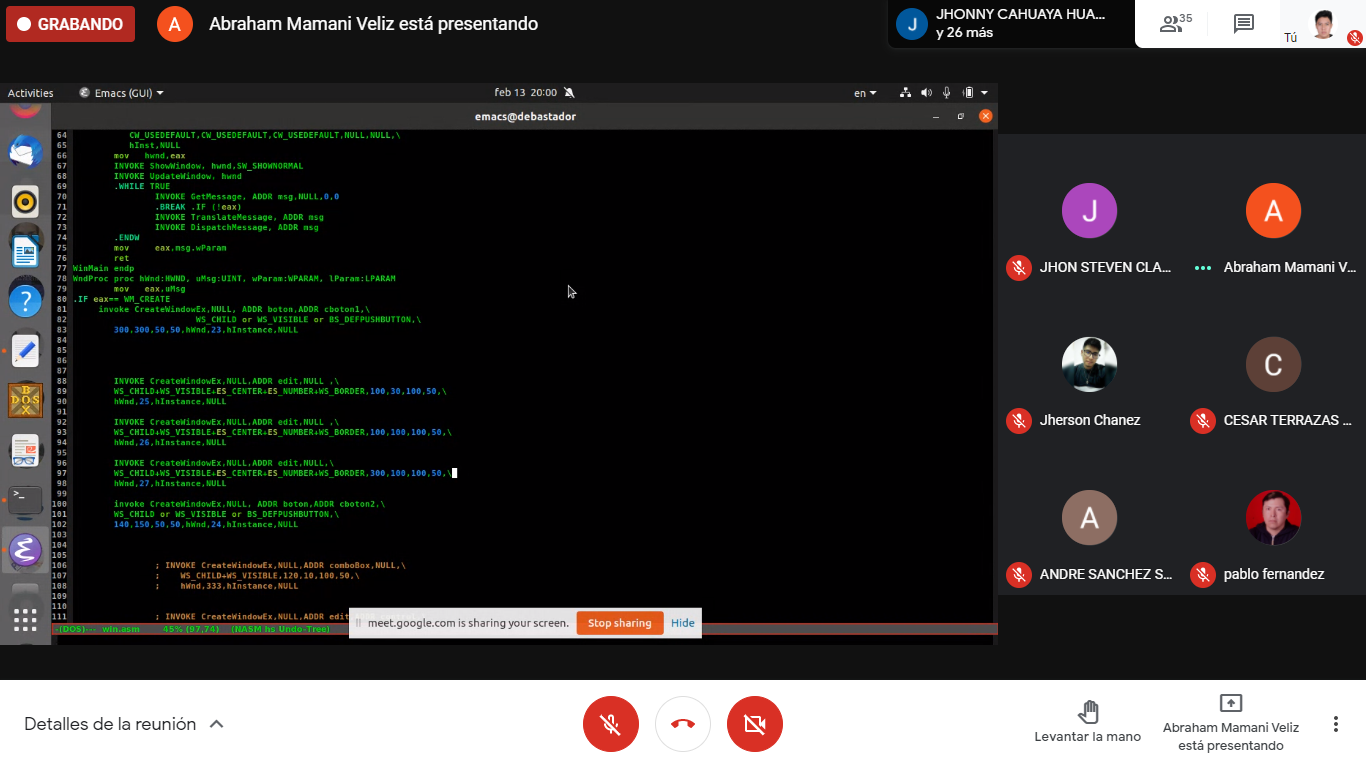 GRABANDO
A
Abraham Mamani Veliz está presentando
J
JHONNY CAHUAYA HUA...
y 26 más
35
Tú
Activities
Emacs (GUI)
feb 13 20:00
en
emacs@debastador
64 CW_USEDEFAULT,CW_USEDEFAULT,CW_USEDEFAULT,NULL,NULL,\
65 hInst,NULL
66 mov hwnd,eax
67 INVOKE ShowWindow, hwnd,SW_SHOWNORMAL
68 INVOKE UpdateWindow, hwnd
69 .WHILE TRUE
70 INVOKE GetMessage, ADDR msg,NULL,0,0
71 .BREAK .IF (!eax)
72 INVOKE TranslateMessage, ADDR msg
73 INVOKE DispatchMessage, ADDR msg
74 .ENDW
75 mov eax,msg.wParam
76 ret
77 WinMain endp
78 WndProc proc hWnd:HWND, uMsg:UINT, wParam:WPARAM, lParam:LPARAM
79 mov eax,uMsg
80 .IF eax== WM_CREATE
81 invoke CreateWindowEx,NULL, ADDR boton,ADDR cboton1,\
82 WS_CHILD or WS_VISIBLE or BS_DEFPUSHBUTTON,\
83 300,300,50,50,hWnd,23,hInstance,NULL
84
85
86
87
88 INVOKE CreateWindowEx,NULL,ADDR edit,NULL ,\
89 WS_CHILD+WS_VISIBLE+ES_CENTER+ES_NUMBER+WS_BORDER,100,30,100,50,\
90 hWnd,25,hInstance,NULL
91
92 INVOKE CreateWindowEx,NULL,ADDR edit,NULL ,\
93 WS_CHILD+WS_VISIBLE+ES_CENTER+ES_NUMBER+WS_BORDER,100,100,100,50,\
94 hWnd,26,hInstance,NULL
95
96 INVOKE CreateWindowEx,NULL,ADDR edit,NULL,\
97 WS_CHILD+WS_VISIBLE+ES_CENTER+ES_NUMBER+WS_BORDER,300,100,100,50,\
98 hWnd,27,hInstance,NULL
99
100 invoke CreateWindowEx,NULL, ADDR boton,ADDR cboton2,\
101 WS_CHILD or WS_VISIBLE or BS_DEFPUSHBUTTON,\
102 140,150,50,50,hWnd,24,hInstance,NULL
103
104
105
106 ; INVOKE CreateWindowEx,NULL,ADDR comboBox,NULL,\
107 ; WS_CHILD+WS_VISIBLE,120,10,100,50,\
108 ; hWnd,333,hInstance,NULL
109
110
111 ; INVOKE CreateWindowEx,NULL,ADDR edit
-(DOS)--- win.asm 45% (97,74) (NASM hs Undo-Tree)
meet.google.com is sharing your screen.
Stop sharing
Hide
J
JHON STEVEN CLA...
A
Abraham Mamani V...
Jherson Chanez
C
CESAR TERRAZAS ...
A
ANDRE SANCHEZ S...
pablo fernandez
Detalles de la reunión
Levantar la mano
Abraham Mamani Veliz
está presentando